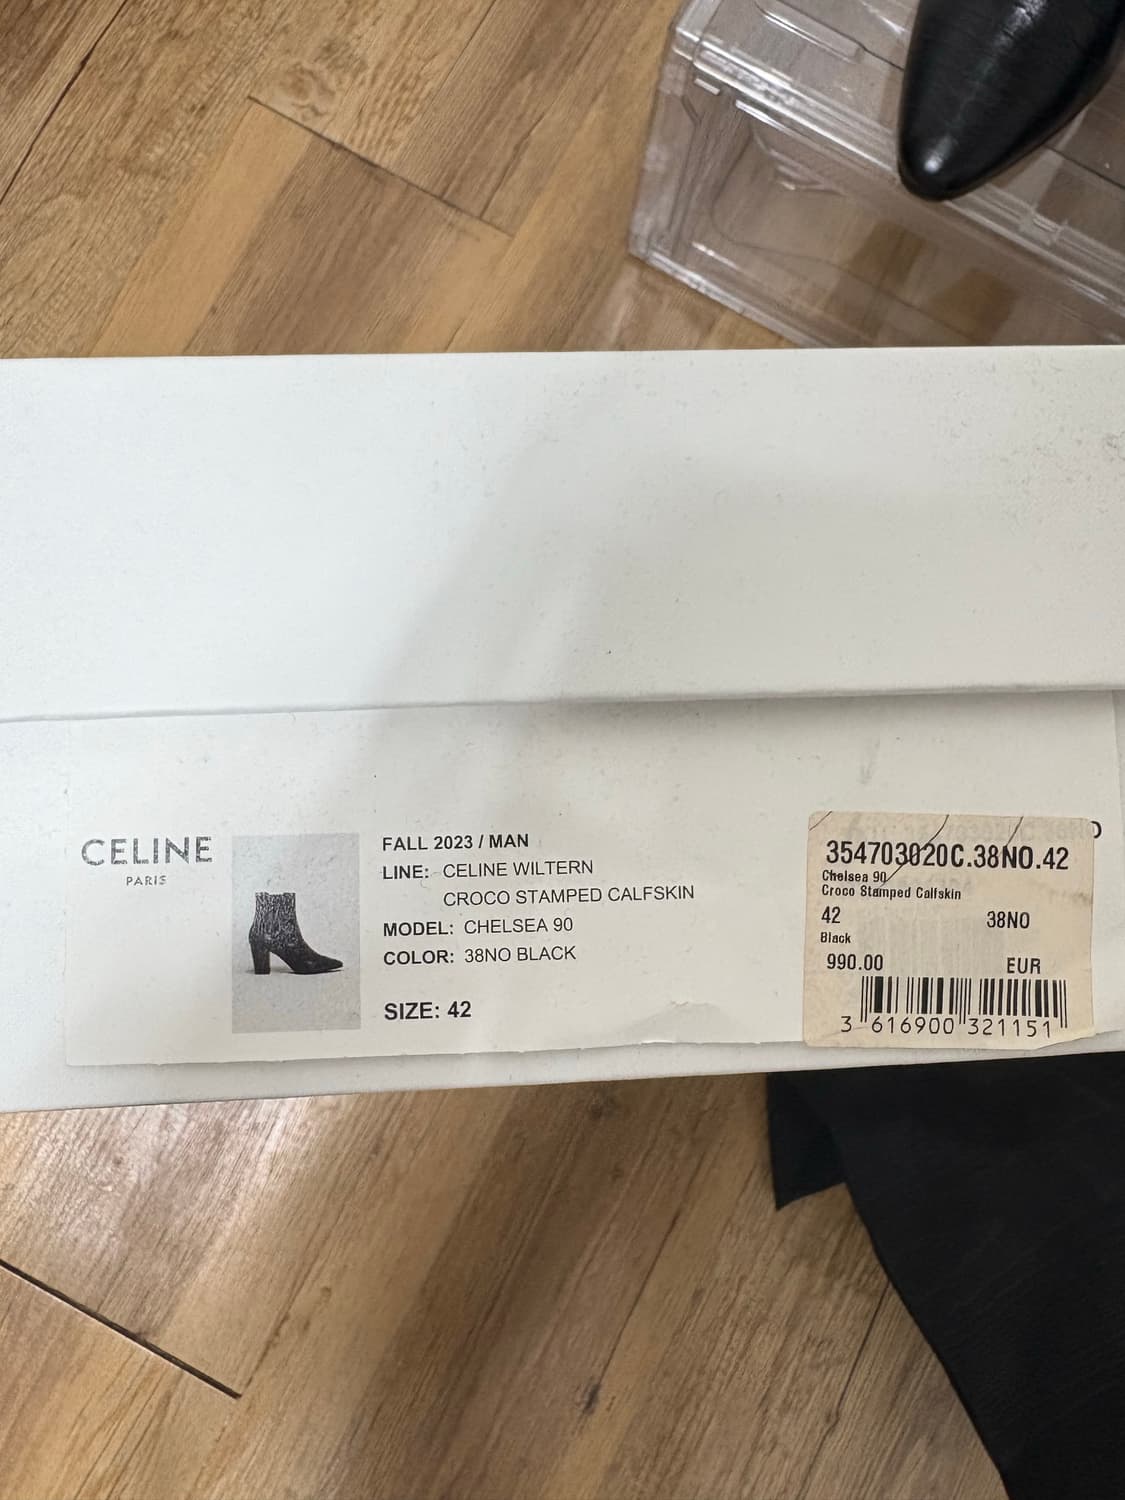 CELINE
PARIS
FALL 2023 / MAN
LINE: CELINE WILTERN
CROCO STAMPED CALFSKIN
MODEL: CHELSEA 90
COLOR: 38NO BLACK
SIZE: 42
354703020C.38NO.42
Chelsea 90
Croco Stamped Calfskin
42 38NO
Black
990.00 EUR
3 616900 321151